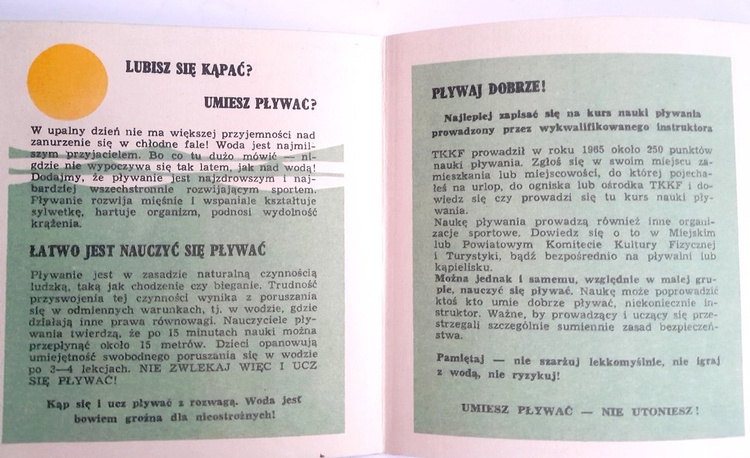 LUBISZ SIĘ KĄPAĆ?
UMIESZ PŁYWAĆ?
W upalny dzień nie ma większej przyjemności nad
zanurzenie się w chłodne fale! Woda jest najmil-
szym przyjacielem. Bo co tu dużo mówić — ni-
gdzie nie wypoczywa się tak latem, jak nad wodą!
Dodajmy, że pływanie jest najzdrowszym i naj-
bardziej wszechstronnie rozwijającym sportem.
Pływanie rozwija mięśnie i wspaniale kształtuje
sylwetkę, hartuje organizm, podnosi wydolność
krążenia.
ŁATWO JEST NAUCZYĆ SIĘ PŁYWAĆ
Pływanie jest w zasadzie naturalną czynnością
ludzką, taką jak chodzenie czy bieganie. Trudność
przyswojenia tej czynności wynika z poruszania
się w odmiennych warunkach, tj. w wodzie, gdzie
działają inne prawa równowagi. Nauczyciele pły-
wania twierdzą, że po 15 minutach nauki można
przepłynąć około 15 metrów. Dzieci opanowują
umiejętność swobodnego poruszania się w wodzie
po 3—4 lekcjach. NIE ZWLEKAJ WIĘC I UCZ
SIĘ PŁYWAĆ!
Kąp się i ucz pływać z rozwagą. Woda jest
bowiem groźna dla nieostrożnych!
PŁYWAJ DOBRZE!
Najlepiej zapisać się na kurs nauki pływania
prowadzony przez wykwalifikowanego instruktora
TKKF prowadził w roku 1965 około 250 punktów
nauki pływania. Zgłoś się w swoim miejscu za-
mieszkania lub miejscowości, do której pojecha-
łeś na urlop, do ogniska lub ośrodka TKKF i do-
wiedz się czy prowadzi się tu kurs nauki pły-
wania.
Naukę pływania prowadzą również inne organi-
zacje sportowe. Dowiedz się o to w Miejskim
lub Powiatowym Komitecie Kultury Fizycznej
i Turystyki, bądź bezpośrednio na pływalni lub
kąpielisku.
Można jednak i samemu, względnie w małej gru-
pie, nauczyć się pływać. Naukę może poprowadzić
ktoś kto umie dobrze pływać, niekoniecznie in-
struktor. Ważne, by prowadzący i uczący się prze-
strzegali szczególnie sumiennie zasad bezpieczeń-
stwa.
Pamiętaj — nie szarżuj lekkomyślnie, nie igraj
z wodą, nie ryzykuj!
UMIESZ PŁYWAĆ — NIE UTONIESZ!